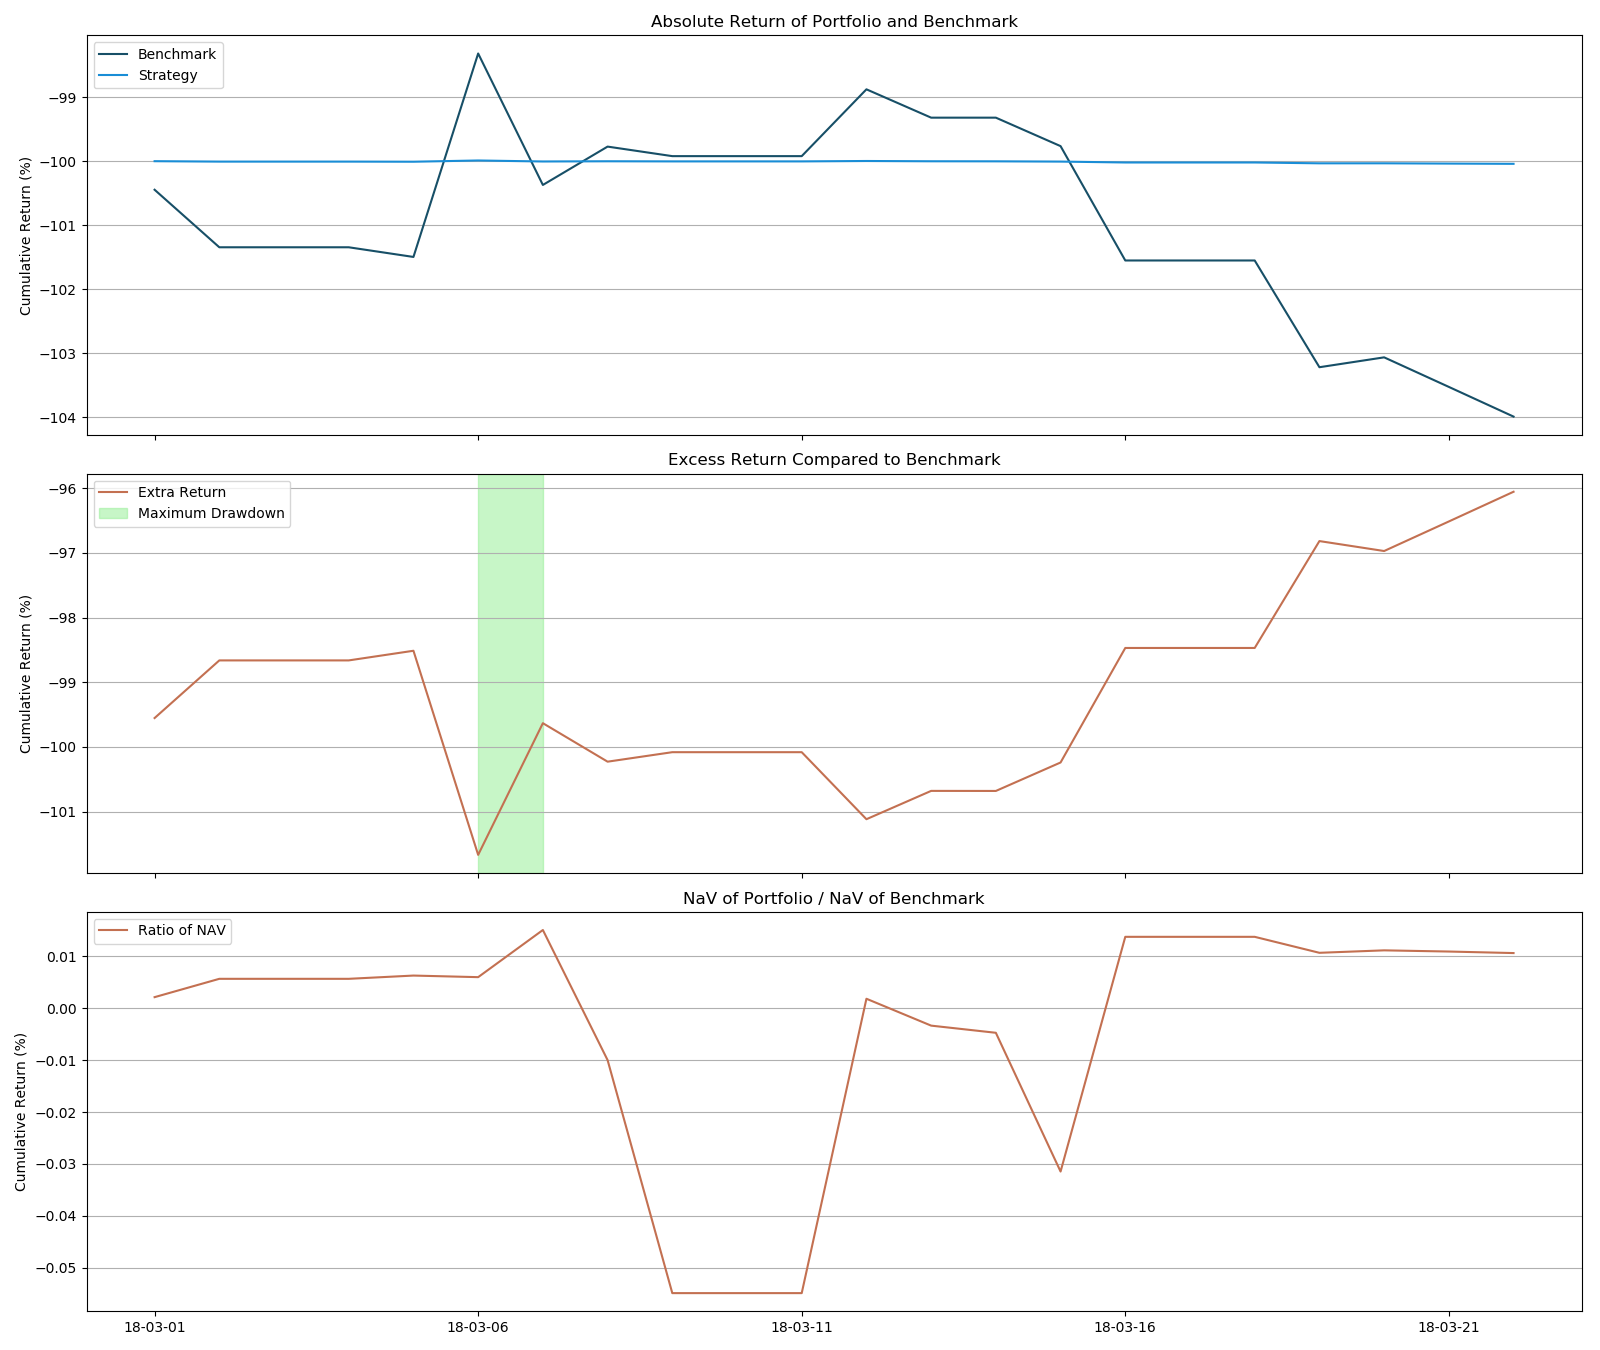 Absolute Return of Portfolio and Benchmark
Benchmark
Strategy
Cumulative Return (%)
−99
−100
−101
−102
−103
−104
Excess Return Compared to Benchmark
Extra Return
Maximum Drawdown
Cumulative Return (%)
−96
−97
−98
−99
−100
−101
NaV of Portfolio / NaV of Benchmark
Ratio of NAV
Cumulative Return (%)
0.01
0.00
−0.01
−0.02
−0.03
−0.04
−0.05
18-03-01 18-03-06 18-03-11 18-03-16 18-03-21